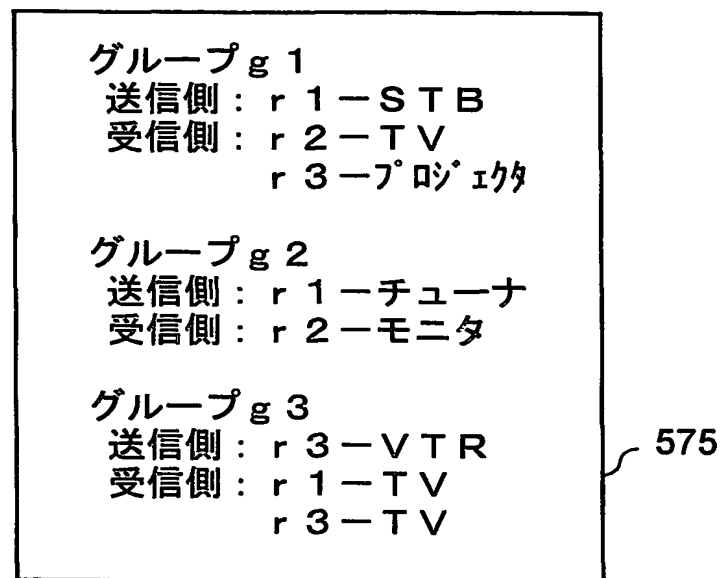 グループｇ１
送信側：ｒ１－ＳＴＢ
受信側：ｒ２－ＴＶ
ｒ３－ﾌﾟﾛｼﾞｪｸﾀ
グループｇ２
送信側：ｒ１－チューナ
受信側：ｒ２－モニタ
グループｇ３
送信側：ｒ３－ＶＴＲ
受信側：ｒ１－ＴＶ
ｒ３－ＴＶ
575